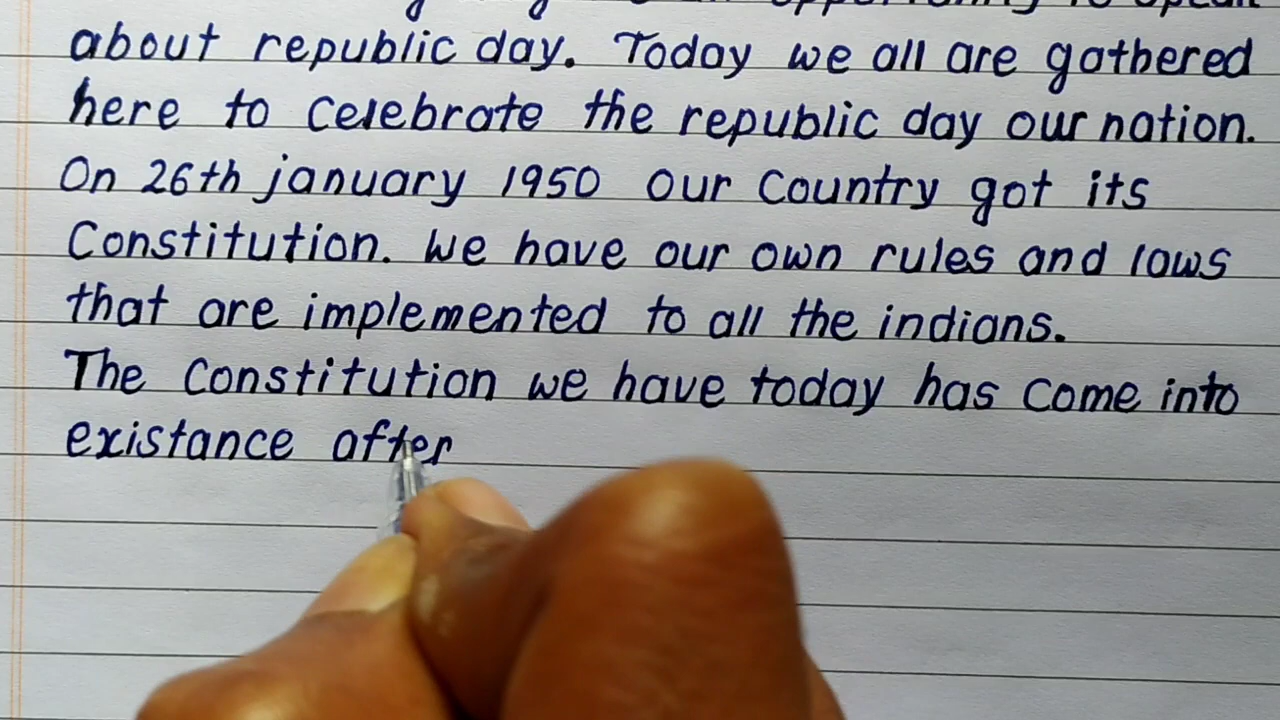 about republic day. Today we all are gathered
here to celebrate the republic day our nation.
On 26th january 1950 our Country got its
Constitution. We have our own rules and laws
that are implemented to all the indians.
The Constitution we have today has come into
existance after